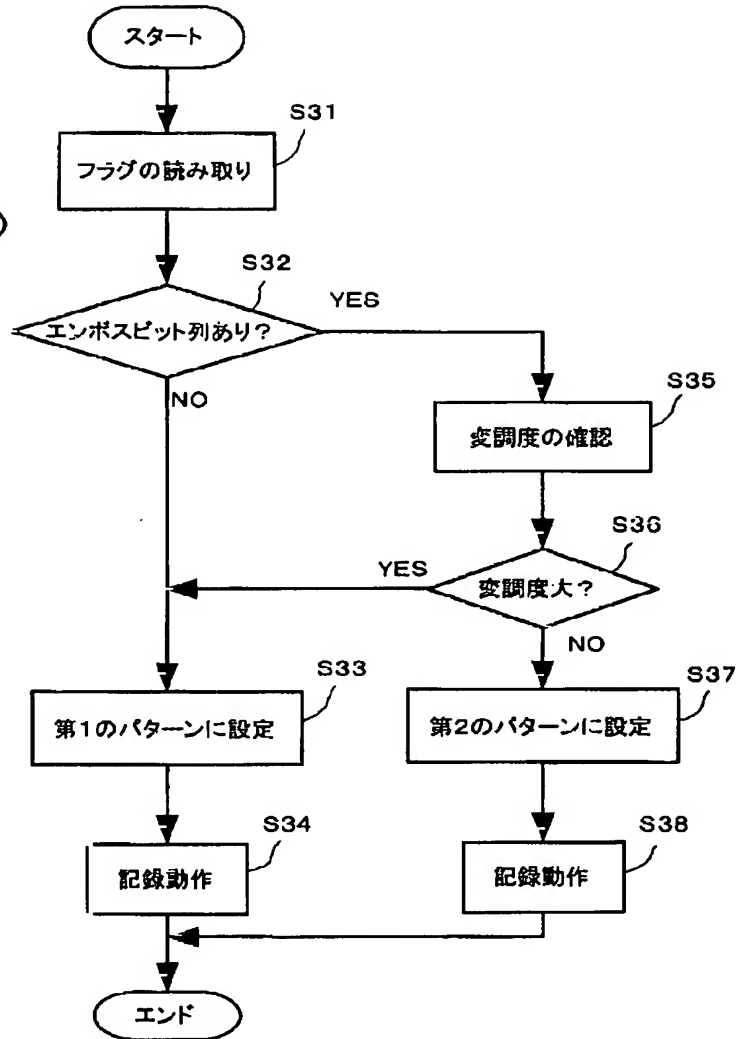 スタート
S31
フラグの読み取り
S32
エンボスピット列あり？
YES
NO
S35
変調度の確認
S36
YES
変調度大？
NO
S33
第1のパターンに設定
S37
第2のパターンに設定
S34
記録動作
S38
記録動作
エンド